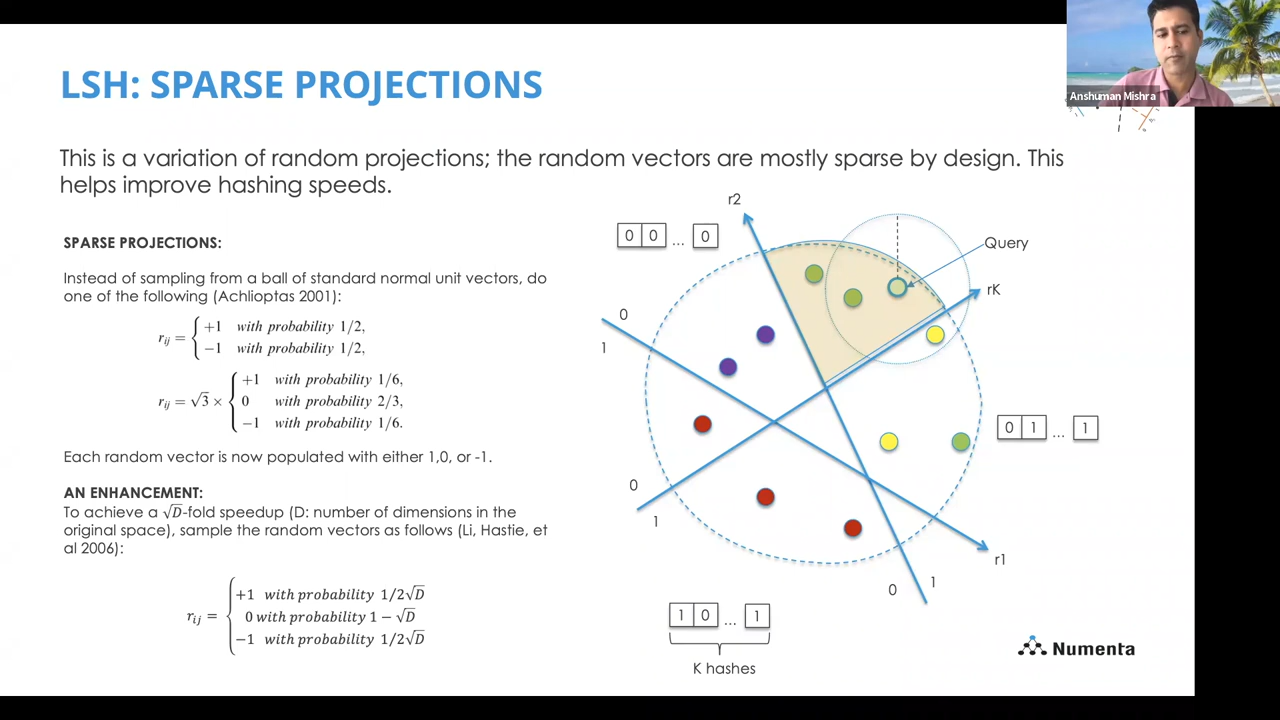 LSH: SPARSE PROJECTIONS
Anshuman Mishra
This is a variation of random projections; the random vectors are mostly sparse by design. This
helps improve hashing speeds.
SPARSE PROJECTIONS:
Instead of sampling from a ball of standard normal unit vectors, do
one of the following (Achlioptas 2001):
r_ij = { +1 with probability 1/2,
−1 with probability 1/2,
r_ij = √3 × { +1 with probability 1/6,
0 with probability 2/3,
−1 with probability 1/6.
Each random vector is now populated with either 1,0, or -1.
AN ENHANCEMENT:
To achieve a √D-fold speedup (D: number of dimensions in the
original space), sample the random vectors as follows (Li, Hastie, et
al 2006):
r_ij = { +1 with probability 1/2√D
0 with probability 1 − √D
−1 with probability 1/2√D
r2
0 0 ... 0
Query
rK
0
1
0 1 ... 1
0
1
r1
0 1
1 0 ... 1
K hashes
Numenta